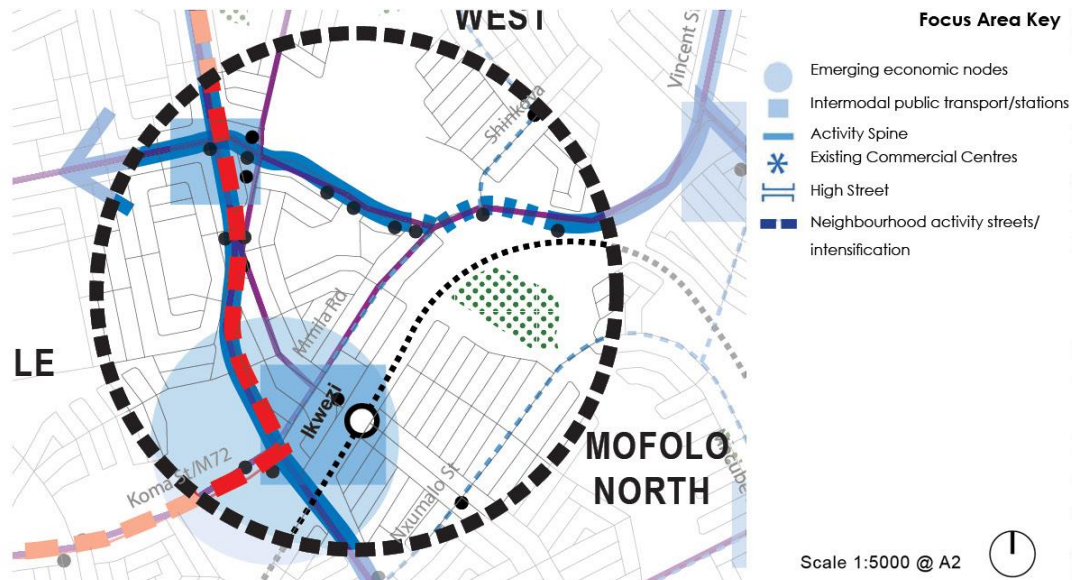 WEST
Vincent S
Shinkova
LE
Mmila Rd
Ikwezi
Koma St/M72
Nxumalo St
MOFOLO
NORTH
Focus Area Key
Emerging economic nodes
Intermodal public transport/stations
Activity Spine
Existing Commercial Centres
High Street
Neighbourhood activity streets/
intensification
Scale 1:5000 @ A2